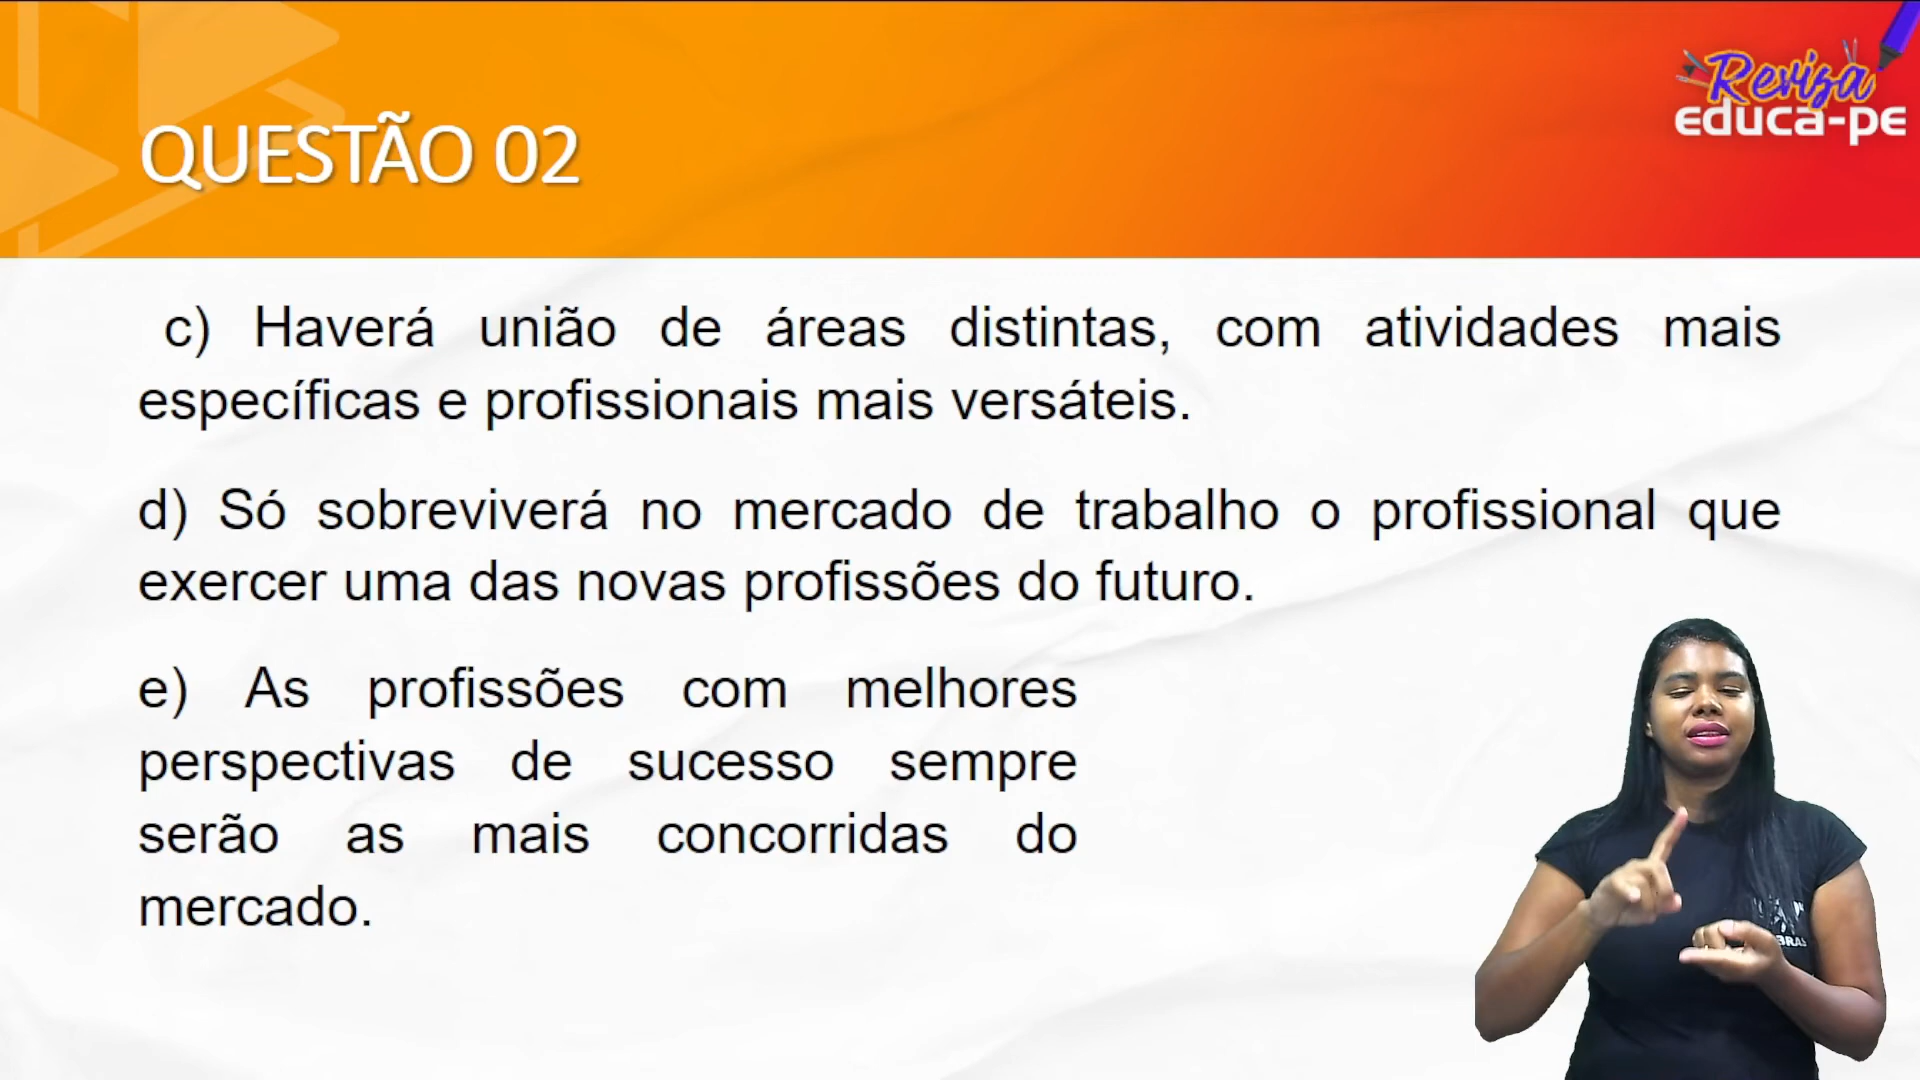 Reviza
educa-pe
QUESTÃO 02
c) Haverá união de áreas distintas, com atividades mais
específicas e profissionais mais versáteis.
d) Só sobreviverá no mercado de trabalho o profissional que
exercer uma das novas profissões do futuro.
e) As profissões com melhores
perspectivas de sucesso sempre
serão as mais concorridas do
mercado.